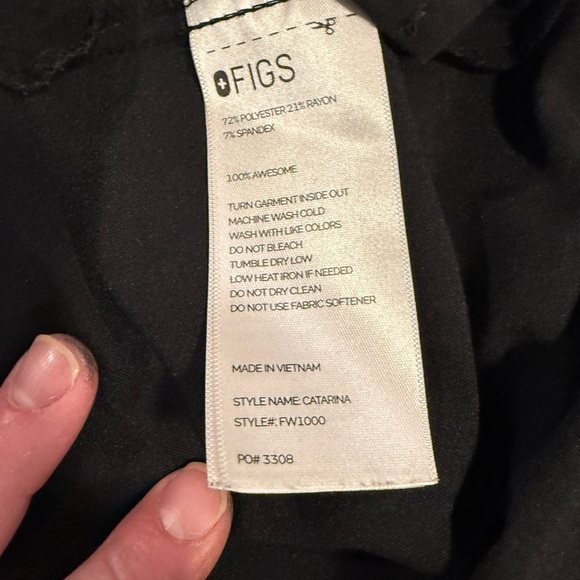 FIGS
72% POLYESTER 21% RAYON
7% SPANDEX
100% AWESOME
TURN GARMENT INSIDE OUT
MACHINE WASH COLD
WASH WITH LIKE COLORS
DO NOT BLEACH
TUMBLE DRY LOW
LOW HEAT IRON IF NEEDED
DO NOT DRY CLEAN
DO NOT USE FABRIC SOFTENER
MADE IN VIETNAM
STYLE NAME: CATARINA
STYLE#: FW1000
PO# 3308